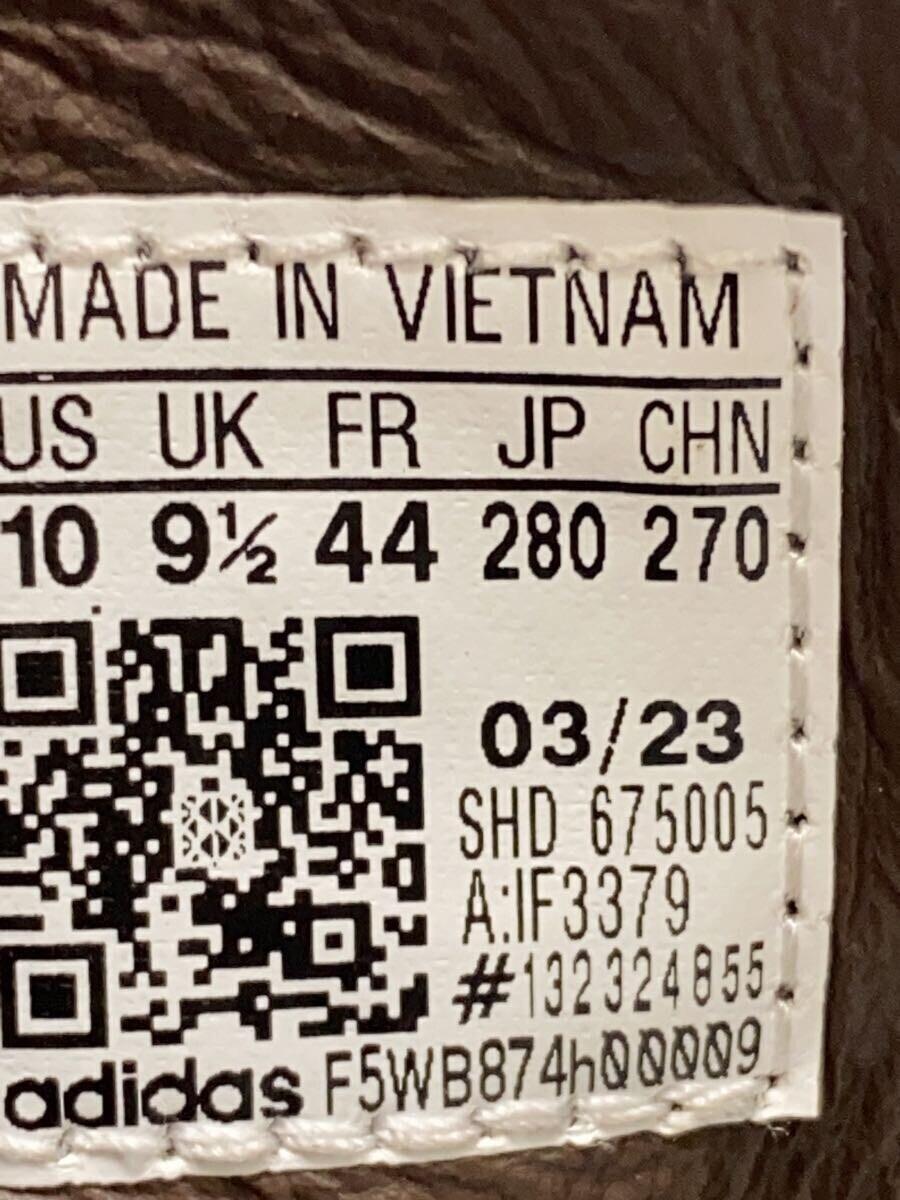 MADE IN VIETNAM
US UK FR JP CHN
10 9½ 44 280 270
03/23
SHD 675005
A:IF3379
#132324855
adidas F5WB874h00009